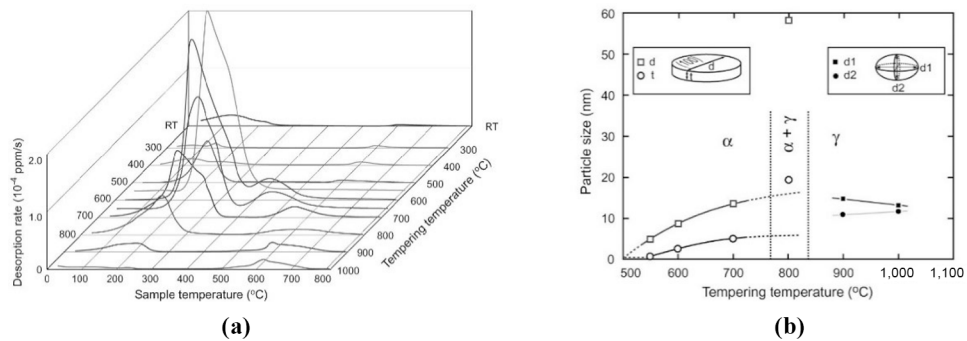 2.0
1.0
0
Desorption rate (10⁻⁴ ppm/s)
RT
300
400
500
600
700
800
0
100
200
300
400
500
600
700
800
Sample temperature (°C)
RT
300
400
500
600
700
800
900
1000
Tempering temperature (°C)
(a)
60
50
40
30
20
10
0
Particle size (nm)
d
t
d
t
d1
d2
d1
d2
α
α + γ
γ
500 600 700 800 900 1,000 1,100
Tempering temperature (°C)
(b)